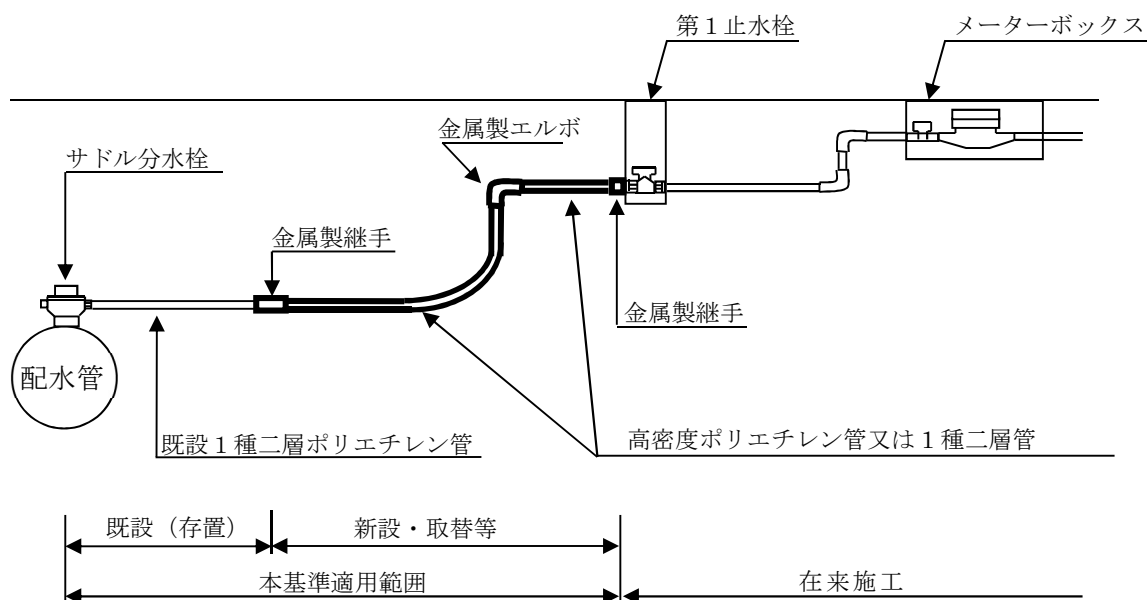 第１止水栓
メーターボックス
金属製エルボ
サドル分水栓
金属製継手
金属製継手
配水管
既設１種二層ポリエチレン管
高密度ポリエチレン管又は１種二層管
既設（存置）
新設・取替等
本基準適用範囲
在来施工